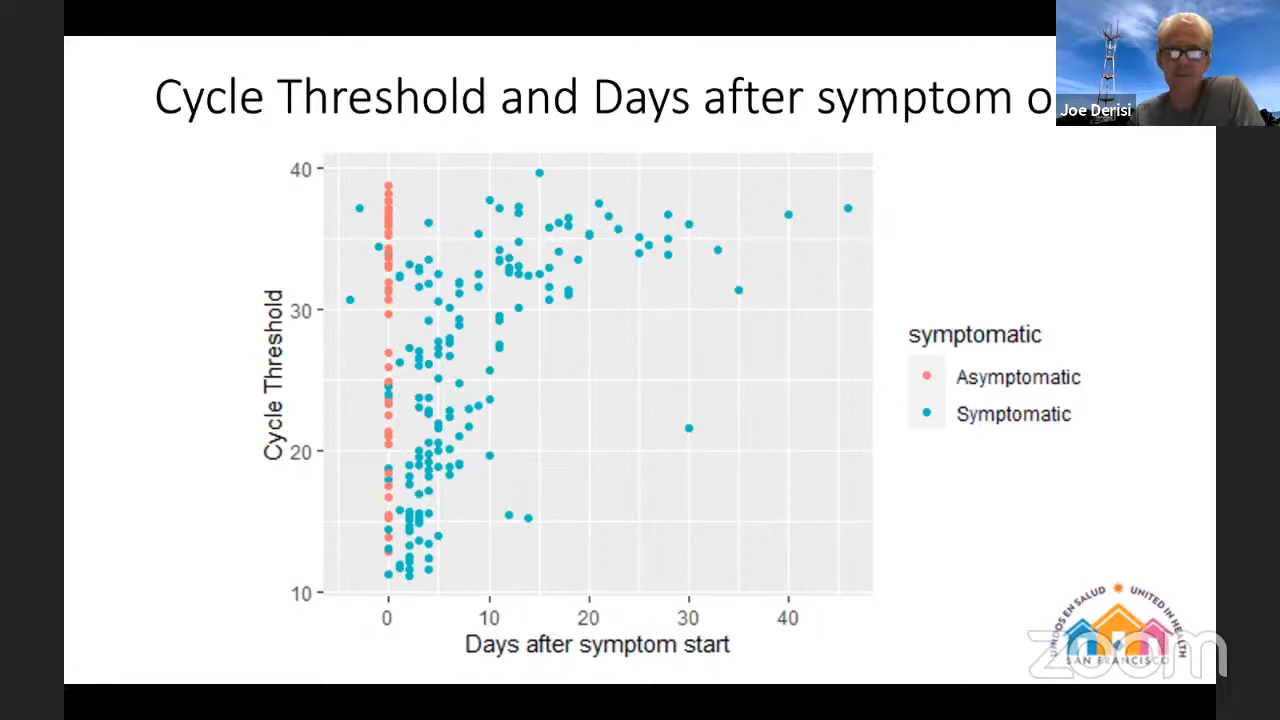 Cycle Threshold and Days after symptom o
Joe Derisi
40
30
20
10
Cycle Threshold
0 10 20 30 40
Days after symptom start
symptomatic
Asymptomatic
Symptomatic
UNIDOS EN SALUD UNITED IN HEALTH
SAN FRANCISCO
zoom